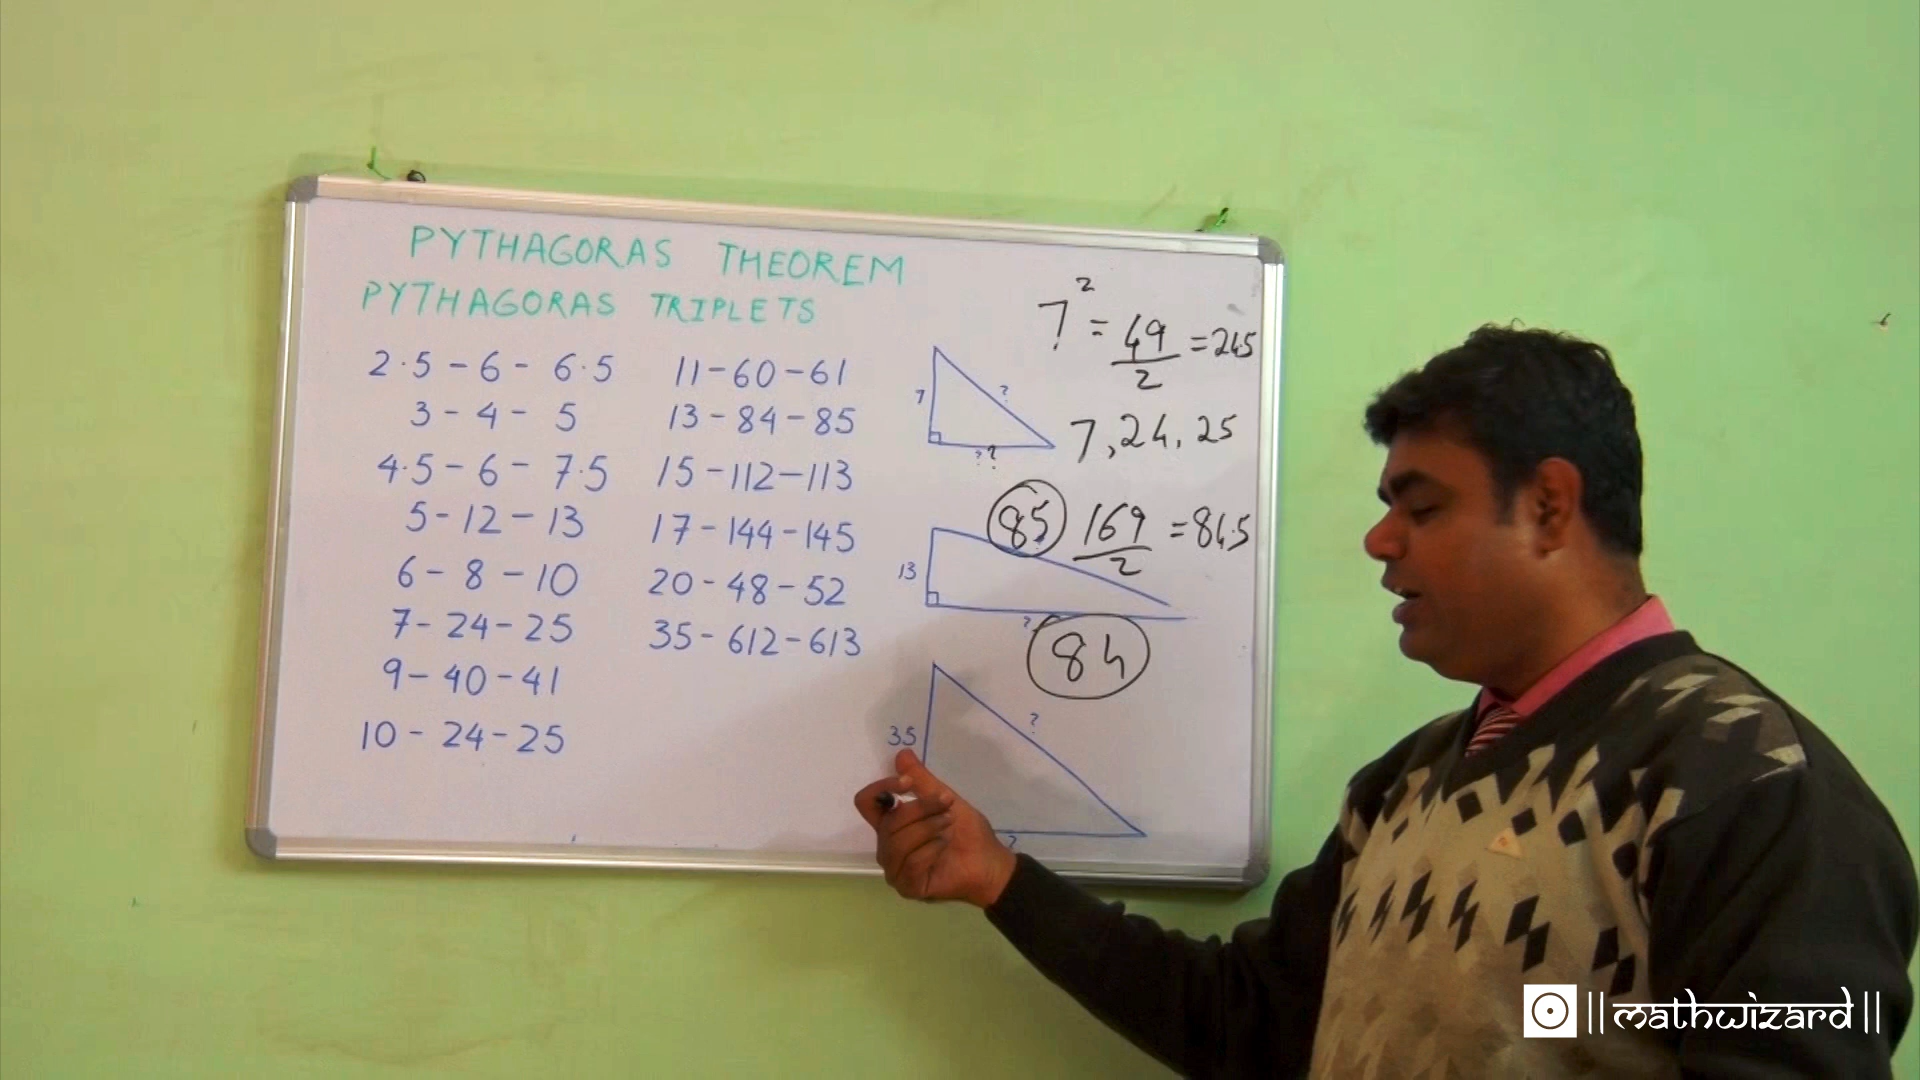 PYTHAGORAS THEOREM
PYTHAGORAS TRIPLETS
2.5 - 6 - 6.5
3 - 4 - 5
4.5 - 6 - 7.5
5 - 12 - 13
6 - 8 - 10
7 - 24 - 25
9 - 40 - 41
10 - 24 - 25
11 - 60 - 61
13 - 84 - 85
15 - 112 - 113
17 - 144 - 145
20 - 48 - 52
35 - 612 - 613
7² = 49/2 = 24.5
7
?
??
7, 24, 25
85
169/2 = 84.5
13
?
84
35
?
?
||mathwizard||